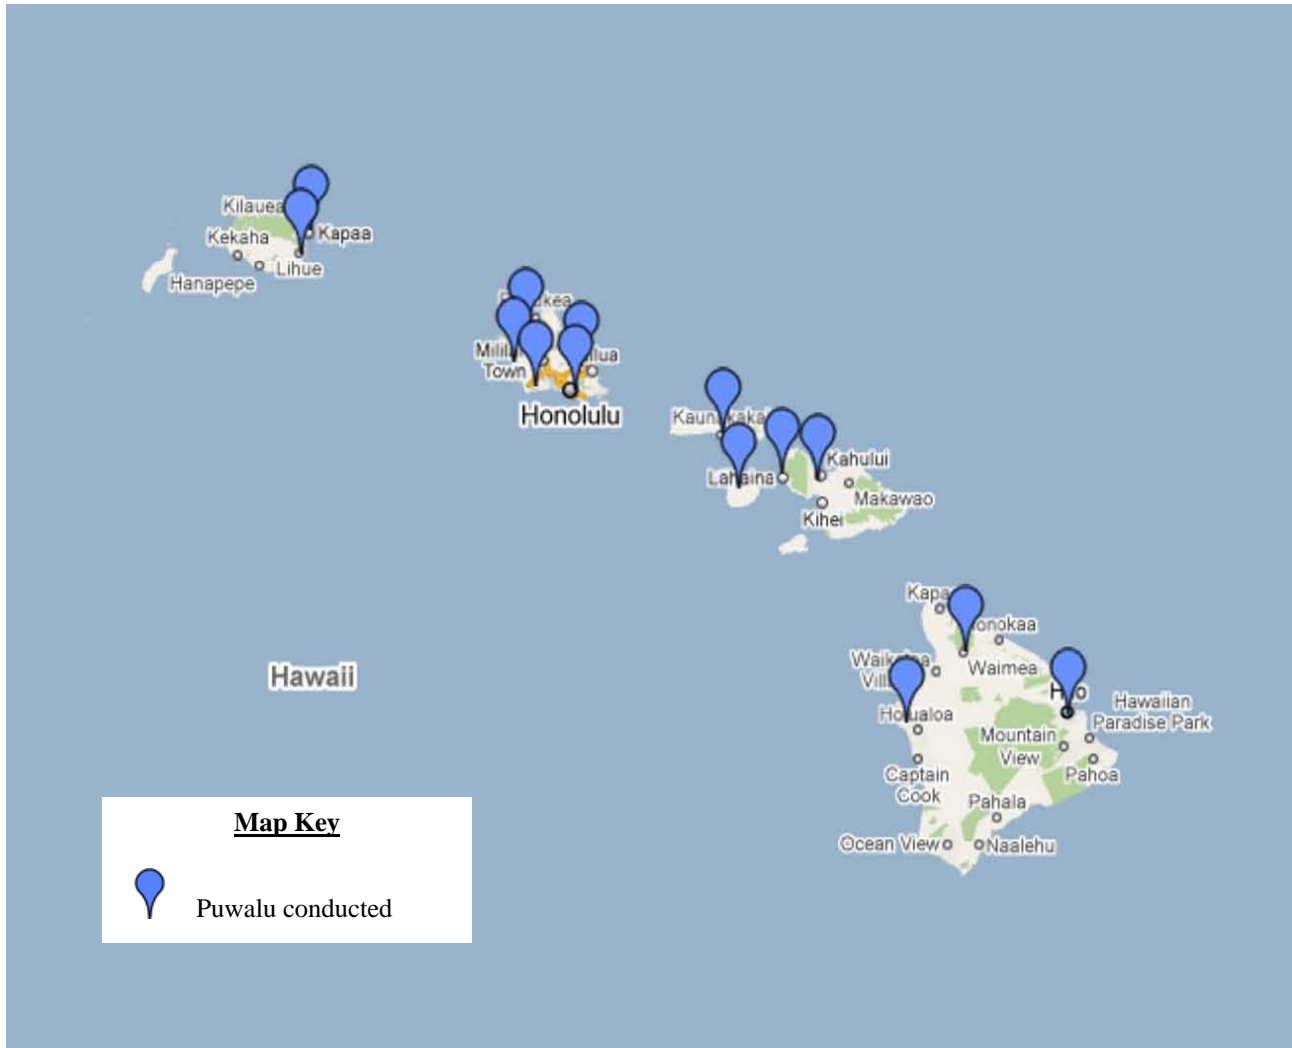 Kilauea
Kapaa
Kekaha
Lihue
Hanapepe
Town
Honolulu
Lahaina
Kahului
Makawao
Kihei
Hawaii
Waimea
Hawaiian
Paradise Park
Mountain
View
Pahoa
Captain
Cook
Pahala
Ocean View
Naalehu
Map Key
Puwalu conducted